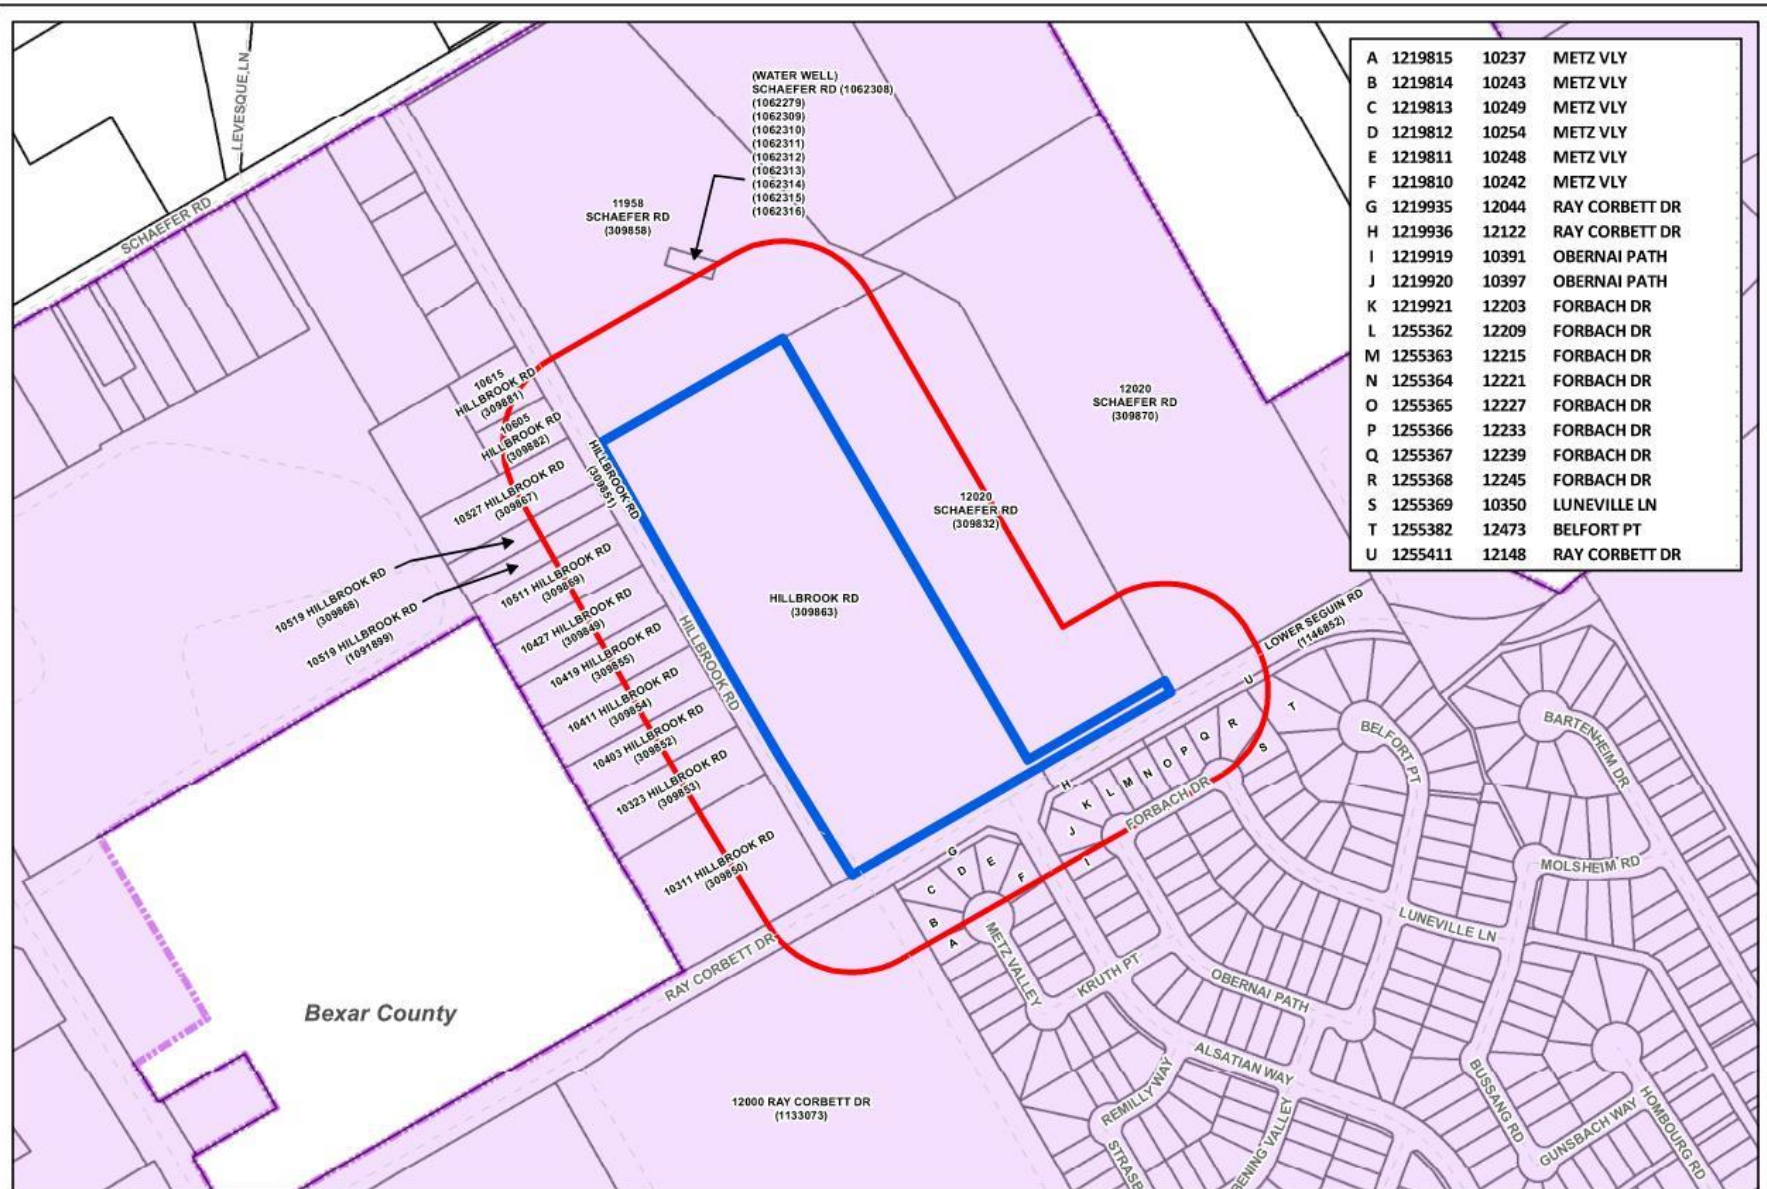 LEVESQUE LN
SCHAEFER RD
(WATER WELL)
SCHAEFER RD (1062308)
(1062279)
(1062309)
(1062310)
(1062311)
(1062312)
(1062313)
(1062314)
(1062315)
(1062316)
11958
SCHAEFER RD
(309858)
A 1219815 10237 METZ VLY
B 1219814 10243 METZ VLY
C 1219813 10249 METZ VLY
D 1219812 10254 METZ VLY
E 1219811 10248 METZ VLY
F 1219810 10242 METZ VLY
G 1219935 12044 RAY CORBETT DR
H 1219936 12122 RAY CORBETT DR
I 1219919 10391 OBERNAI PATH
J 1219920 10397 OBERNAI PATH
K 1219921 12203 FORBACH DR
L 1255362 12209 FORBACH DR
M 1255363 12215 FORBACH DR
N 1255364 12221 FORBACH DR
O 1255365 12227 FORBACH DR
P 1255366 12233 FORBACH DR
Q 1255367 12239 FORBACH DR
R 1255368 12245 FORBACH DR
S 1255369 10350 LUNEVILLE LN
T 1255382 12473 BELFORT PT
U 1255411 12148 RAY CORBETT DR
10615
HILLBROOK RD
(309881)
10605
HILLBROOK RD
(309882)
10527 HILLBROOK RD
(309867)
HILLBROOK RD
(309851)
12020
SCHAEFER RD
(309870)
12020
SCHAEFER RD
(309832)
10519 HILLBROOK RD
(309868)
10519 HILLBROOK RD
(1091899)
10511 HILLBROOK RD
(309869)
10427 HILLBROOK RD
(309849)
10419 HILLBROOK RD
(309855)
10411 HILLBROOK RD
(309854)
10403 HILLBROOK RD
(309852)
10323 HILLBROOK RD
(309853)
10311 HILLBROOK RD
(309850)
HILLBROOK RD
HILLBROOK RD
(309863)
LOWER SEGUIN RD
(1146852)
U
T
S
R
Q
P
O
N
M
L
K
J
I
H
G
F
E
D
C
B
A
BELFORT PT
BARTENHEIM DR
FORBACH DR
MOLSHEIM RD
LUNEVILLE LN
METZ VALLEY
KRUTH PT
OBERNAI PATH
RAY CORBETT DR
Bexar County
ALSATIAN WAY
REMILLY WAY
BUSSANG RD
GUNSBACH WAY
HOMBOURG RD
STRASB
BENING VALLEY
12000 RAY CORBETT DR
(1133073)